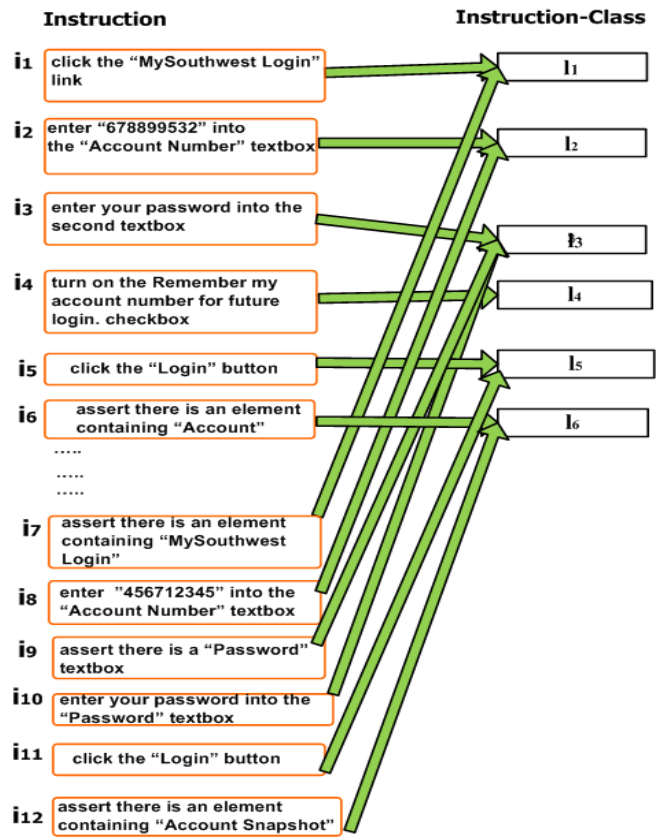 Instruction
Instruction-Class
i1
click the “MySouthwest Login”
link
l1
i2
enter “678899532” into
the “Account Number” textbox
l2
i3
enter your password into the
second textbox
l3
i4
turn on the Remember my
account number for future
login. checkbox
l4
i5
click the “Login” button
l5
i6
assert there is an element
containing “Account”
l6
.....
.....
.....
i7
assert there is an element
containing “MySouthwest
Login”
i8
enter ”456712345” into the
“Account Number” textbox
i9
assert there is a “Password”
textbox
i10
enter your password into the
“Password” textbox
i11
click the “Login” button
i12
assert there is an element
containing “Account Snapshot”